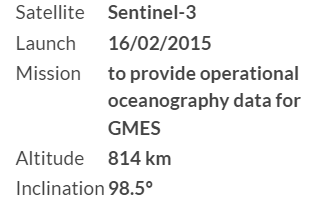 Satellite Sentinel-3
Launch 16/02/2015
Mission to provide operational
oceanography data for
GMES
Altitude 814 km
Inclination 98.5°